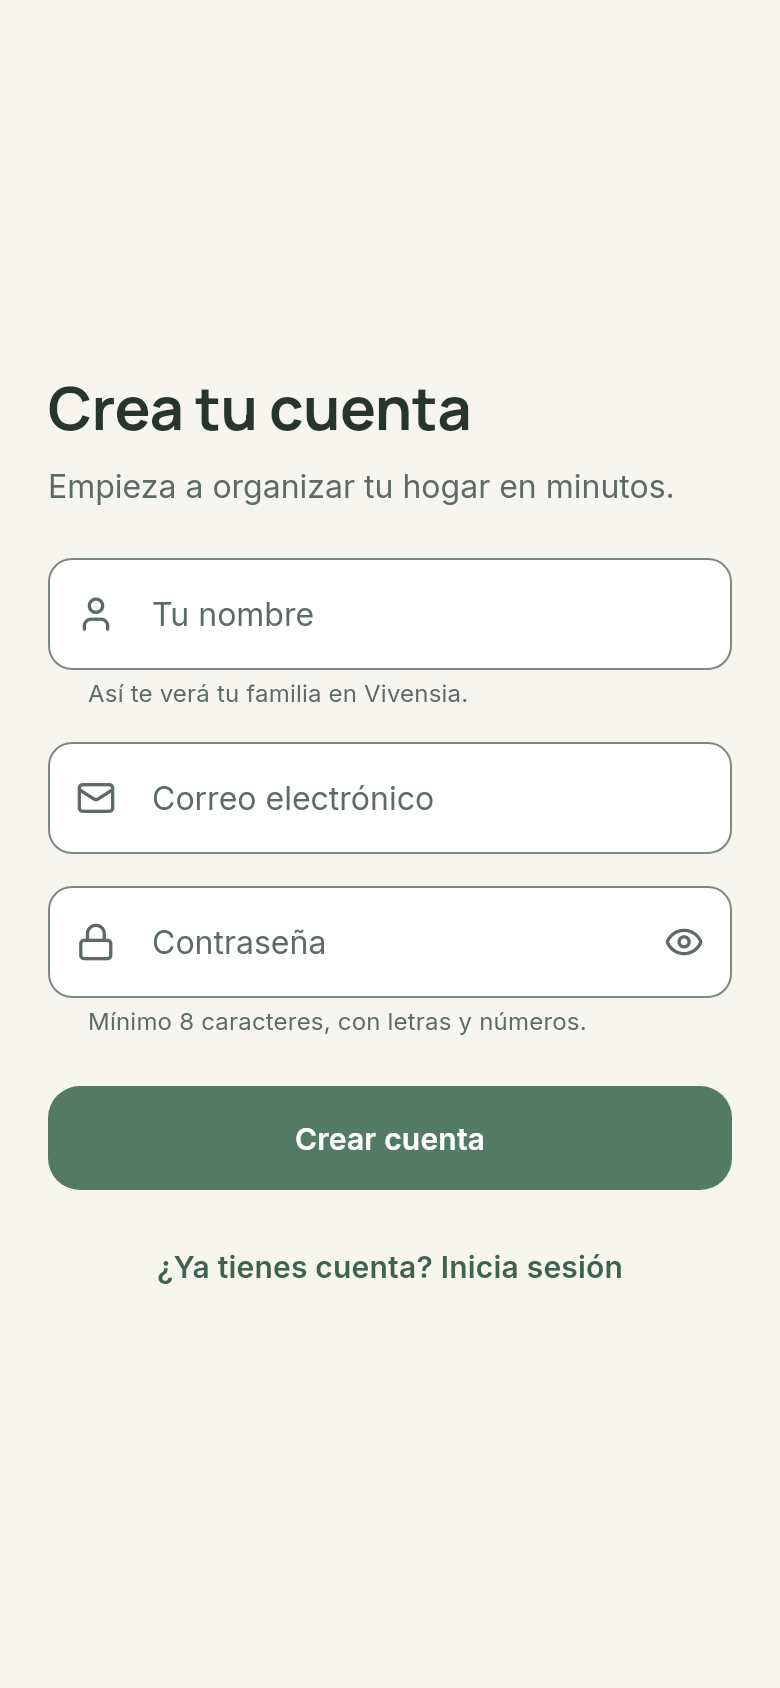 Crea tu cuenta
Empieza a organizar tu hogar en minutos.
Tu nombre
Así te verá tu familia en Vivensia.
Correo electrónico
Contraseña
Mínimo 8 caracteres, con letras y números.
Crear cuenta
¿Ya tienes cuenta? Inicia sesión